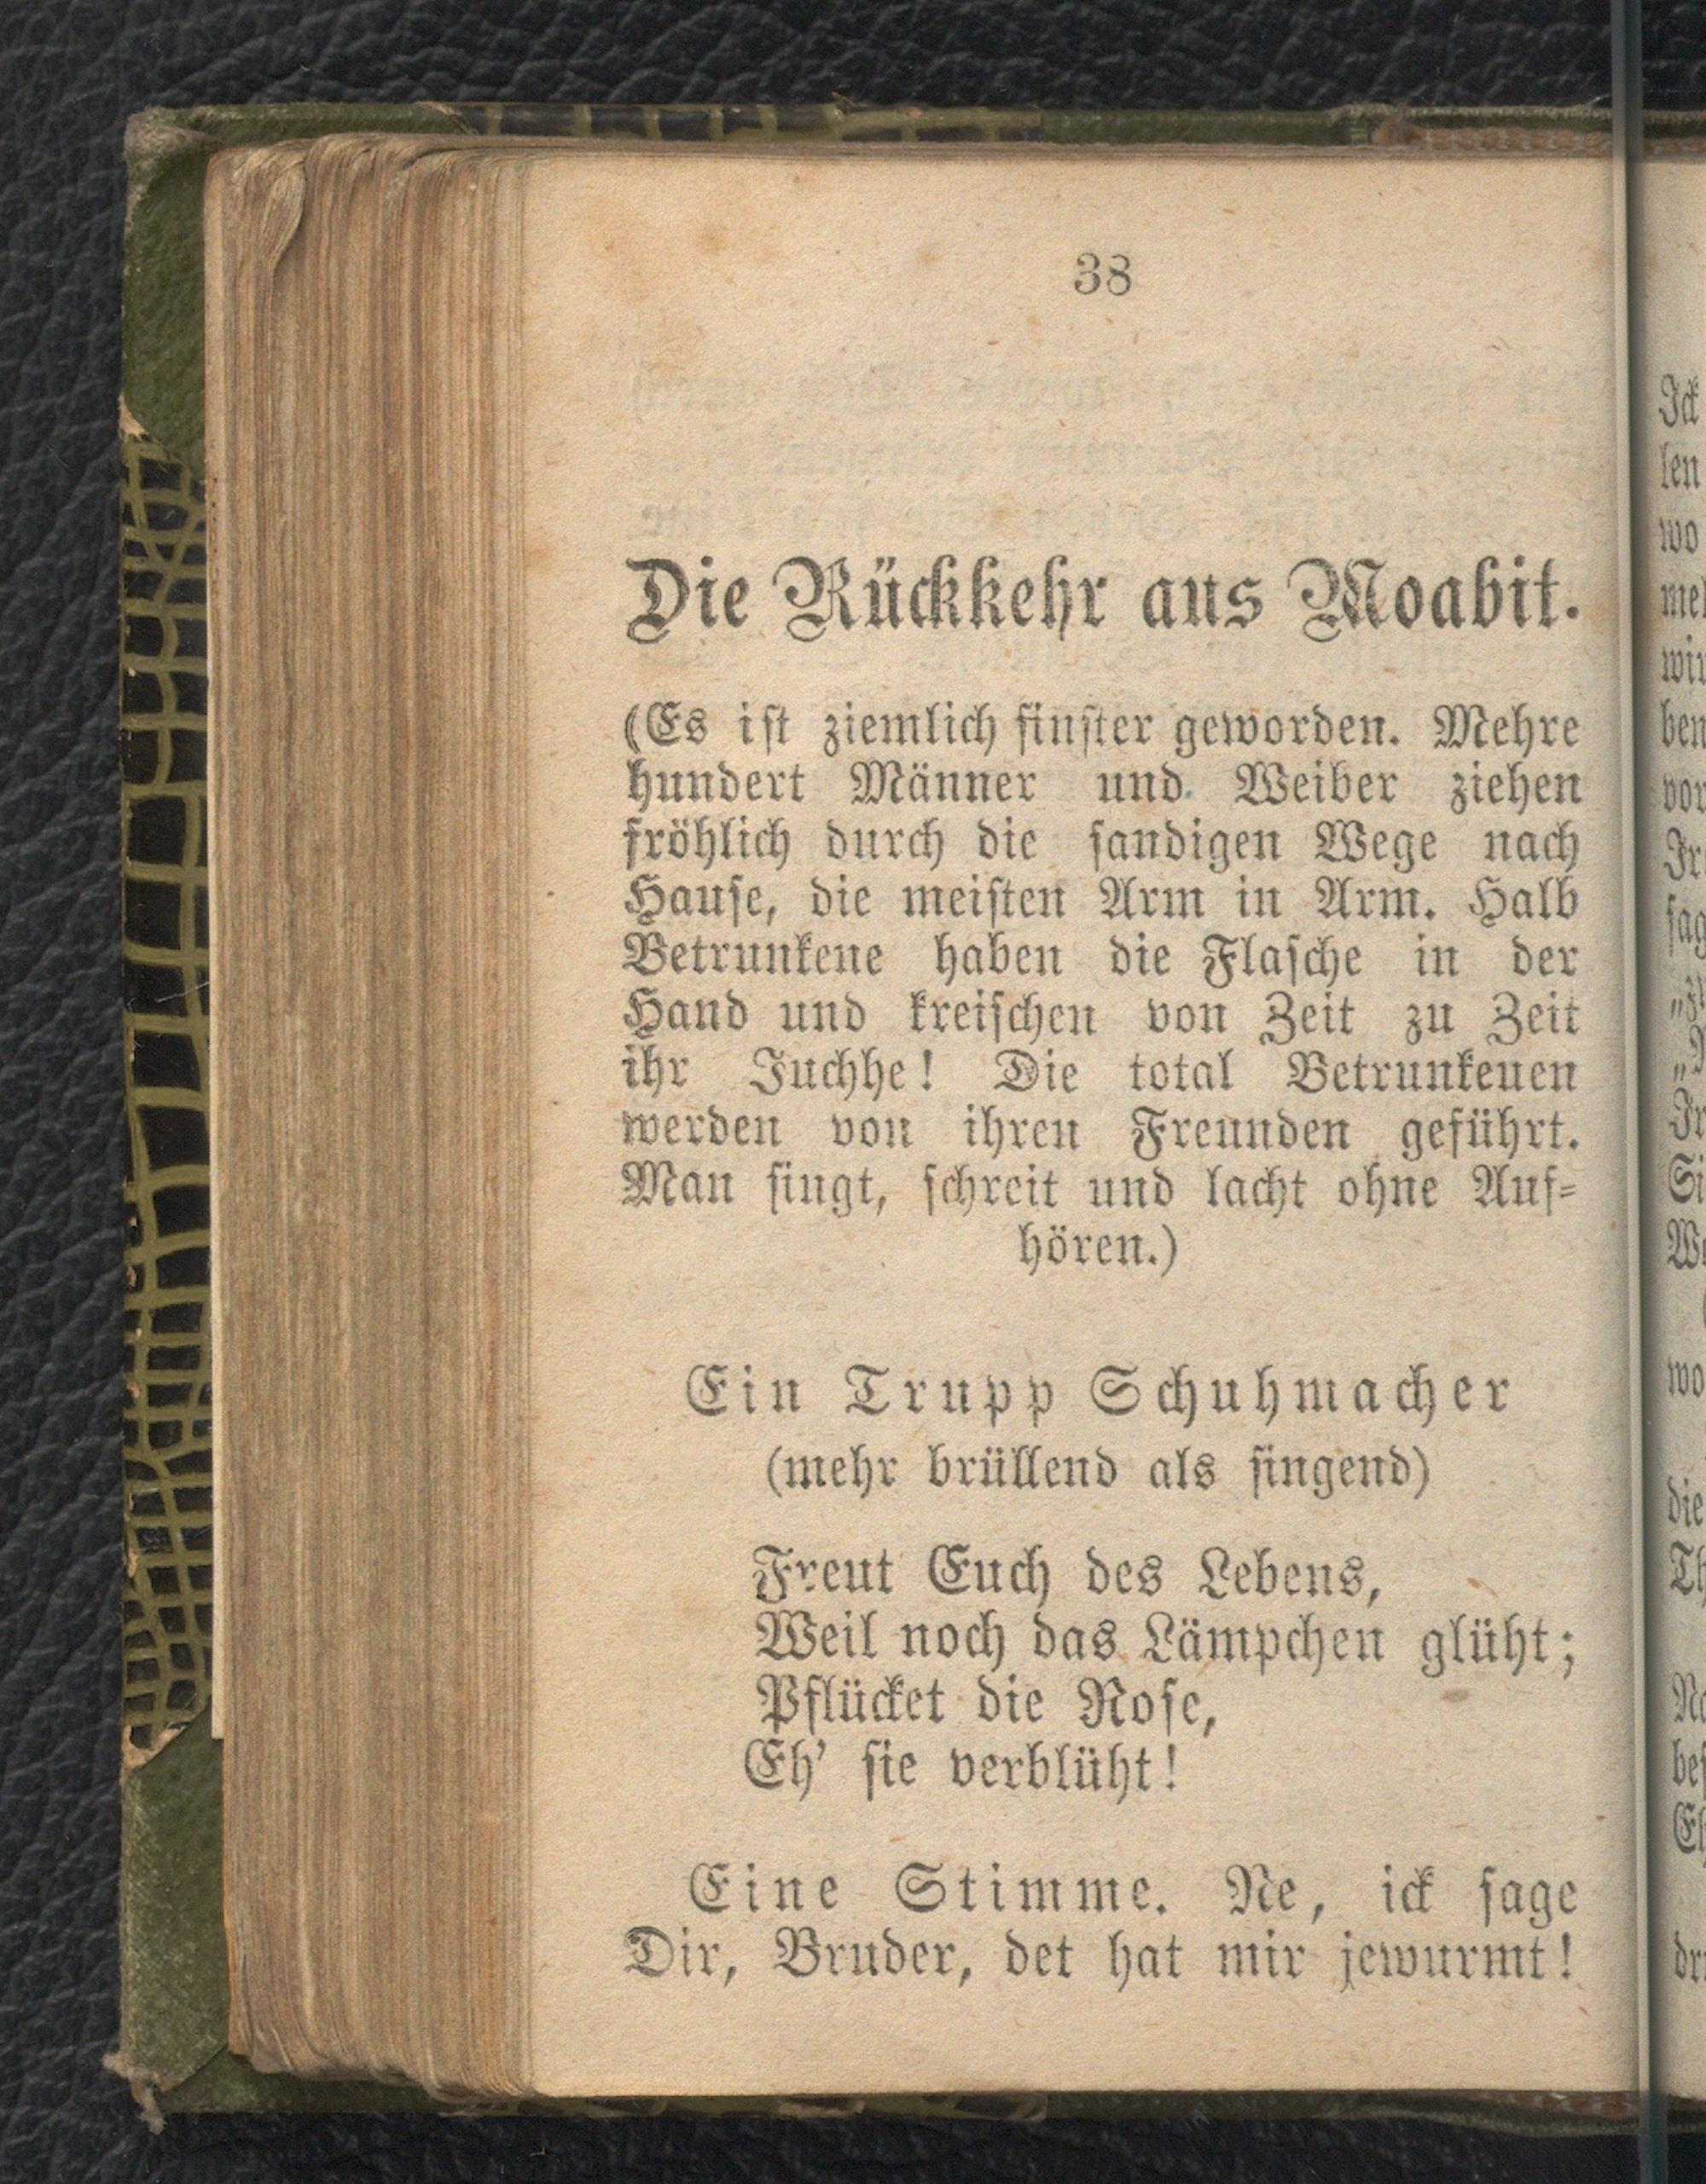 38
Die Rückkehr aus Moabit.
(Es ist ziemlich finster geworden. Mehre
hundert Männer und Weiber ziehen
fröhlich durch die sandigen Wege nach
Hause, die meisten Arm in Arm. Halb
Betrunkene haben die Flasche in der
Hand und kreischen von Zeit zu Zeit
ihr Juchhe! Die total Betrunkenen
werden von ihren Freunden geführt.
Man singt, schreit und lacht ohne Auf-
hören.)
Ein Trupp Schuhmacher
(mehr brüllend als singend)
Freut Euch des Lebens,
Weil noch das Lämpchen glüht;
Pflücket die Rose,
Eh' sie verblüht!
Eine Stimme. Ne, ick sage
Dir, Bruder, det hat mir jewurmt!
Ick
wo